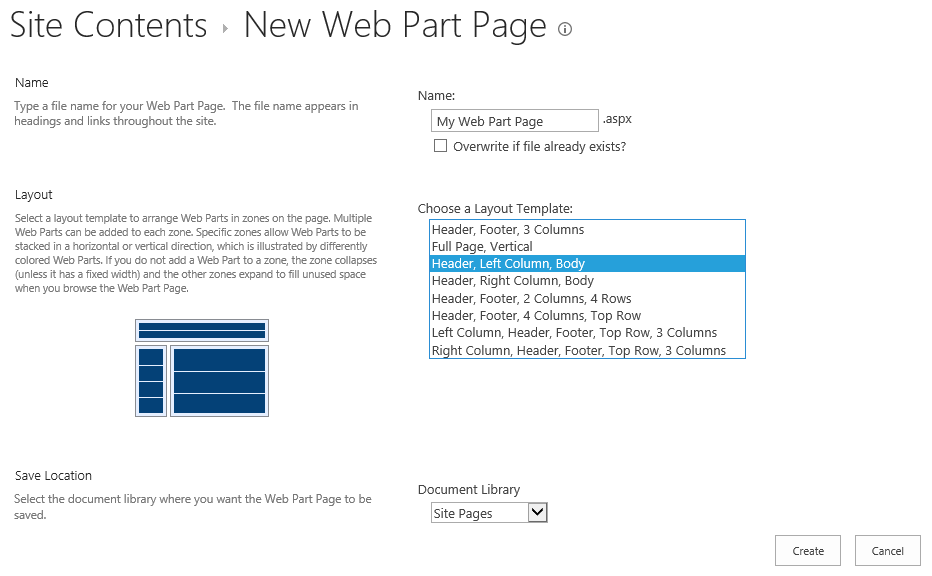 Site Contents ▸ New Web Part Page ⓘ
Name
Type a file name for your Web Part Page.  The file name appears in
headings and links throughout the site.
Name:
My Web Part Page .aspx
Overwrite if file already exists?
Layout
Select a layout template to arrange Web Parts in zones on the page. Multiple
Web Parts can be added to each zone. Specific zones allow Web Parts to be
stacked in a horizontal or vertical direction, which is illustrated by differently
colored Web Parts. If you do not add a Web Part to a zone, the zone collapses
(unless it has a fixed width) and the other zones expand to fill unused space
when you browse the Web Part Page.
Choose a Layout Template:
Header, Footer, 3 Columns
Full Page, Vertical
Header, Left Column, Body
Header, Right Column, Body
Header, Footer, 2 Columns, 4 Rows
Header, Footer, 4 Columns, Top Row
Left Column, Header, Footer, Top Row, 3 Columns
Right Column, Header, Footer, Top Row, 3 Columns
Save Location
Select the document library where you want the Web Part Page to be
saved.
Document Library
Site Pages
Create Cancel